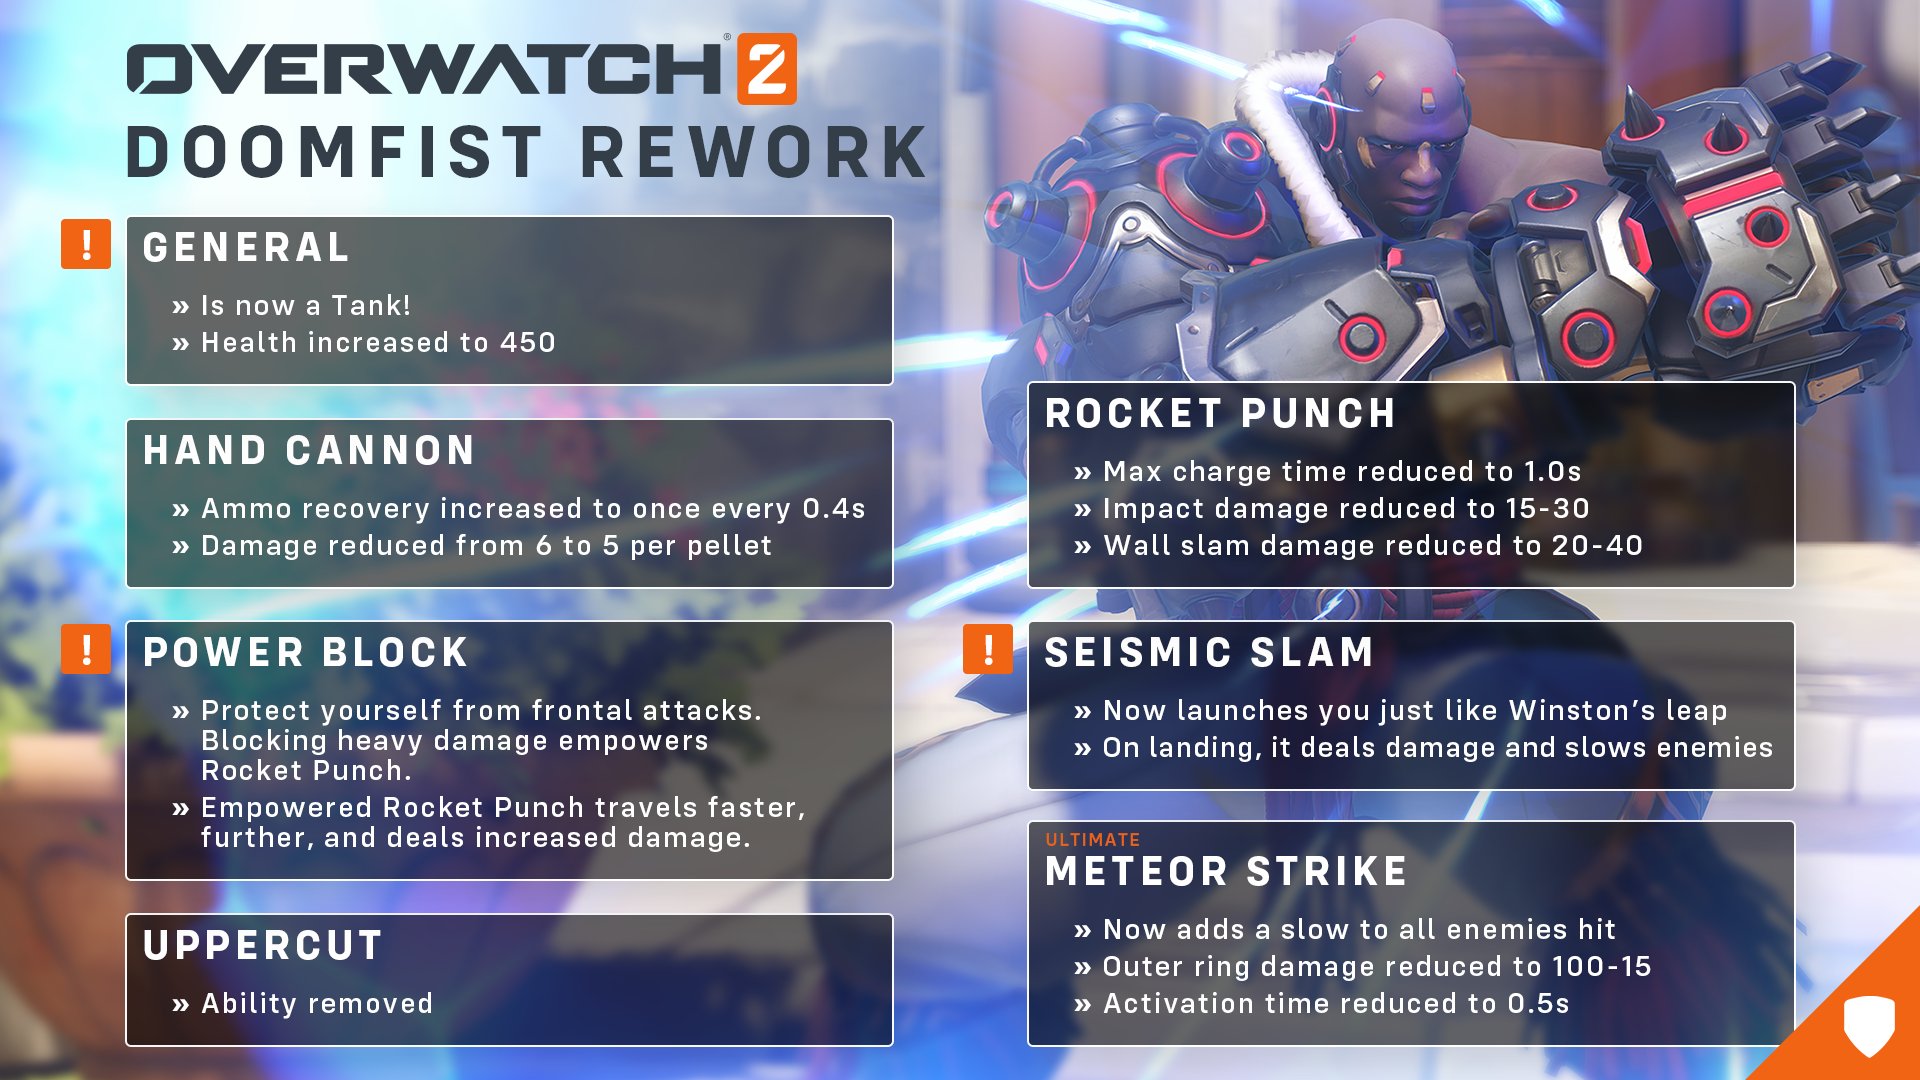 OVERWATCH® 2
DOOMFIST REWORK
!
GENERAL
» Is now a Tank!
» Health increased to 450
HAND CANNON
» Ammo recovery increased to once every 0.4s
» Damage reduced from 6 to 5 per pellet
!
POWER BLOCK
» Protect yourself from frontal attacks.
Blocking heavy damage empowers
Rocket Punch.
» Empowered Rocket Punch travels faster,
further, and deals increased damage.
UPPERCUT
» Ability removed
ROCKET PUNCH
» Max charge time reduced to 1.0s
» Impact damage reduced to 15-30
» Wall slam damage reduced to 20-40
!
SEISMIC SLAM
» Now launches you just like Winston’s leap
» On landing, it deals damage and slows enemies
ULTIMATE
METEOR STRIKE
» Now adds a slow to all enemies hit
» Outer ring damage reduced to 100-15
» Activation time reduced to 0.5s